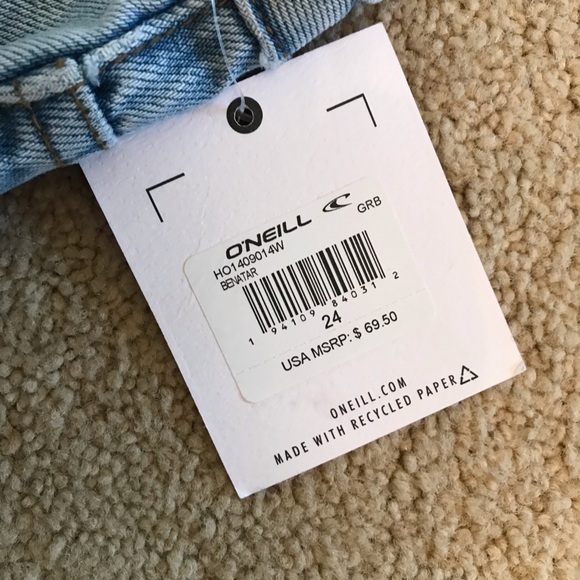 O'NEILL
HO1409014W GRB
BENATAR
1 94109 84031 2
24
USA MSRP: $ 69.50
ONEILL.COM
MADE WITH RECYCLED PAPER